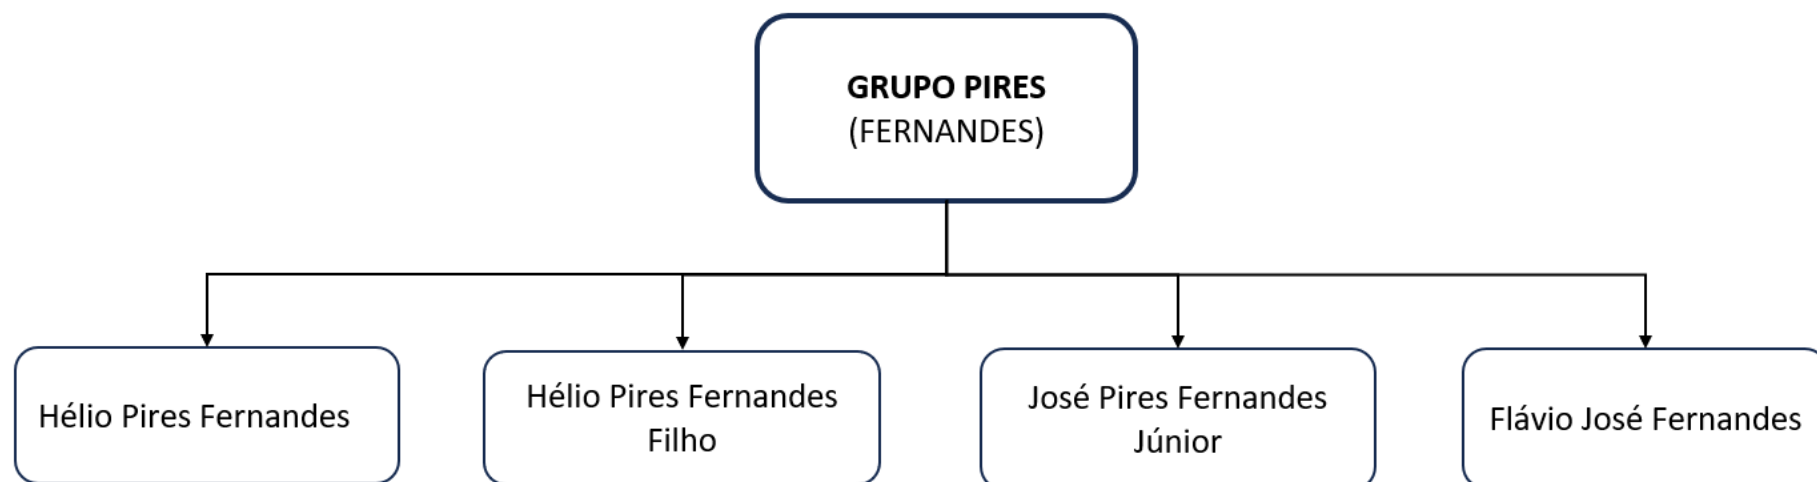 GRUPO PIRES
(FERNANDES)
Hélio Pires Fernandes
Hélio Pires Fernandes
Filho
José Pires Fernandes
Júnior
Flávio José Fernandes